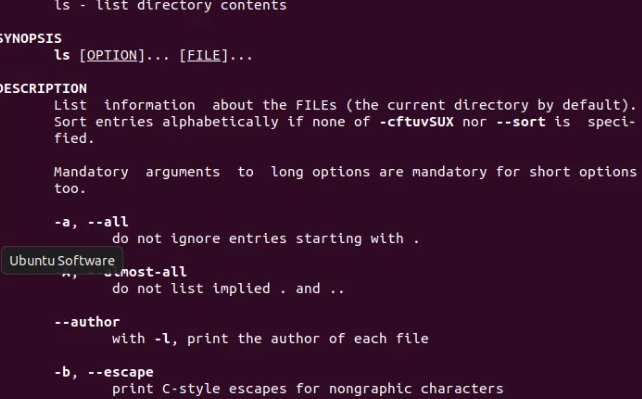 ls - list directory contents
SYNOPSIS
ls [OPTION]... [FILE]...
DESCRIPTION
List information about the FILEs (the current directory by default).
Sort entries alphabetically if none of -cftuvSUX nor --sort is speci-
fied.
Mandatory arguments to long options are mandatory for short options
too.
-a, --all
do not ignore entries starting with .
Ubuntu Software
-A, --almost-all
do not list implied . and ..
--author
with -l, print the author of each file
-b, --escape
print C-style escapes for nongraphic characters